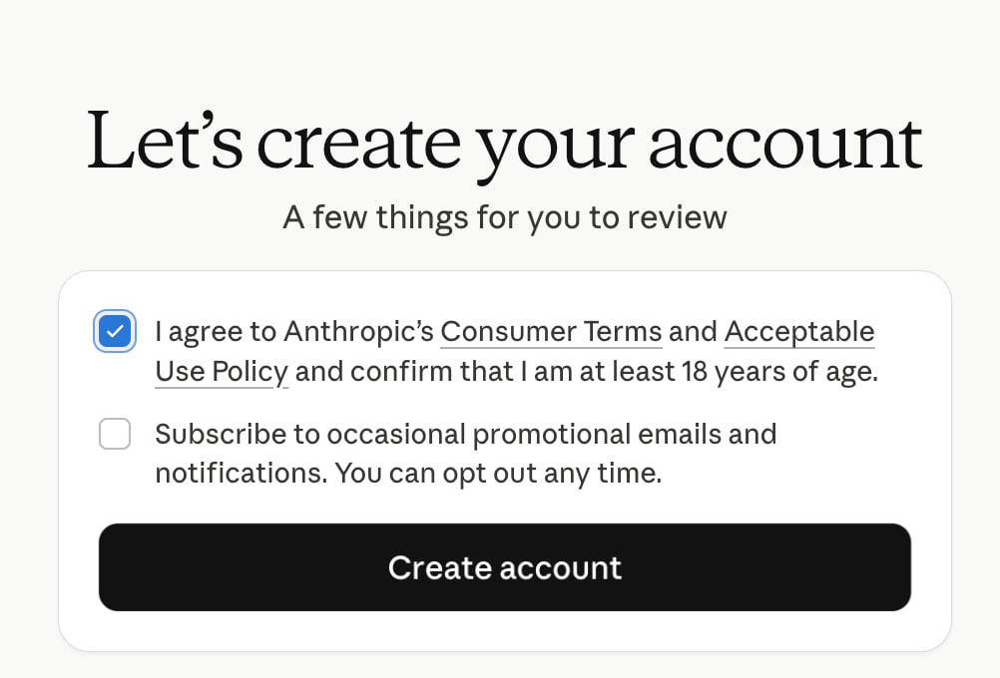 Let’s create your account
A few things for you to review
I agree to Anthropic’s Consumer Terms and Acceptable
Use Policy and confirm that I am at least 18 years of age.
Subscribe to occasional promotional emails and
notifications. You can opt out any time.
Create account